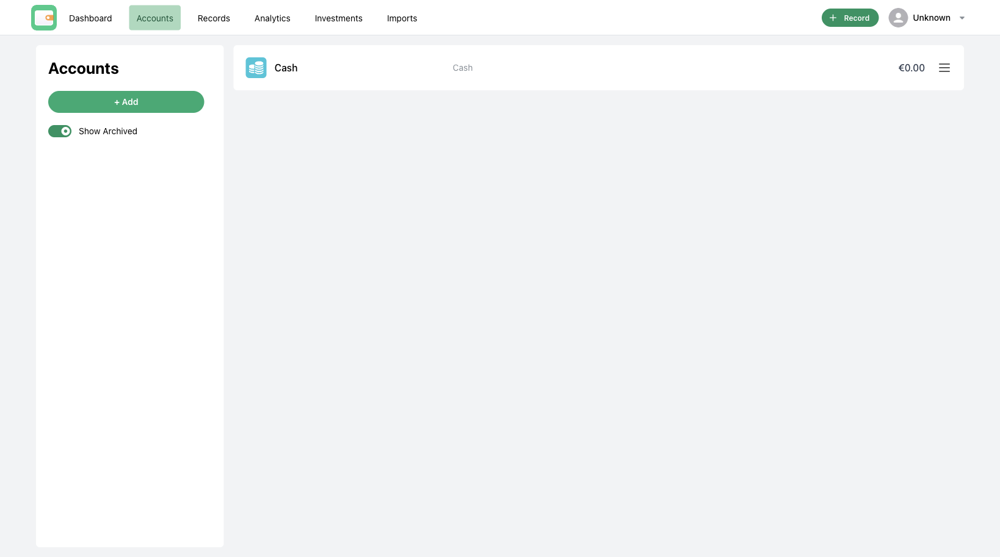 Dashboard
Accounts
Records
Analytics
Investments
Imports
+ Record
Unknown
Accounts
+ Add
Show Archived
Cash
Cash
€0.00